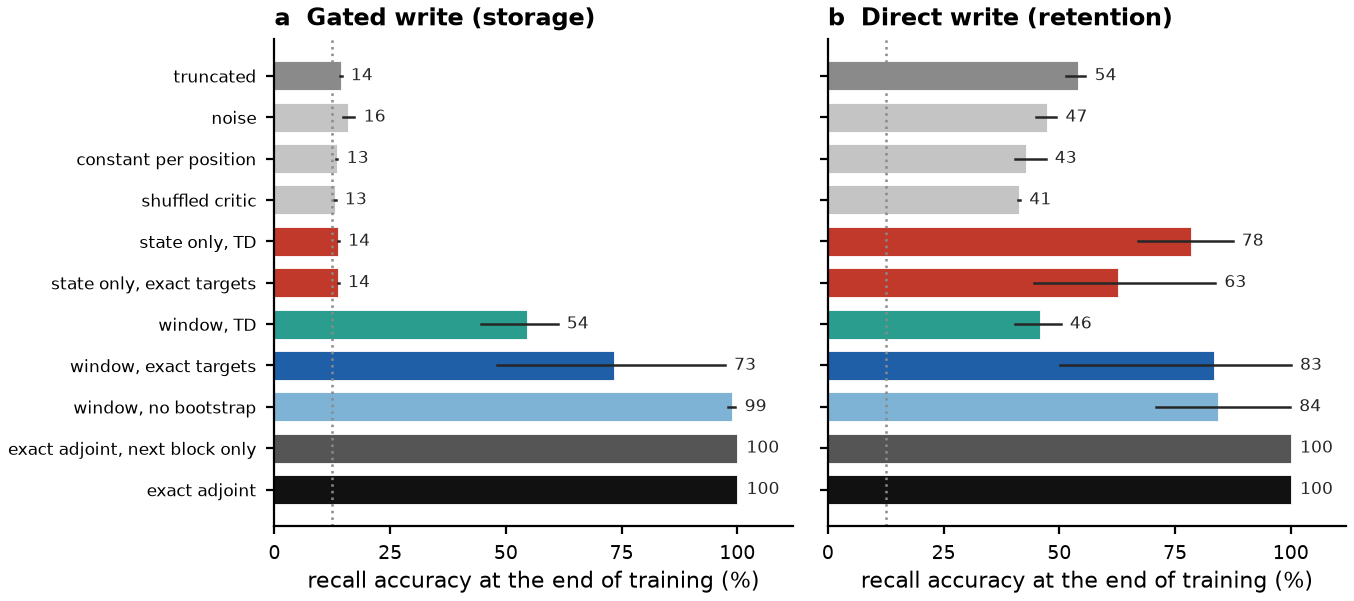 a Gated write (storage)
b Direct write (retention)
truncated 14 54
noise 16 47
constant per position 13 43
shuffled critic 13 41
state only, TD 14 78
state only, exact targets 14 63
window, TD 54 46
window, exact targets 73 83
window, no bootstrap 99 84
exact adjoint, next block only 100 100
exact adjoint 100 100
0 25 50 75 100 0 25 50 75 100
recall accuracy at the end of training (%)
recall accuracy at the end of training (%)